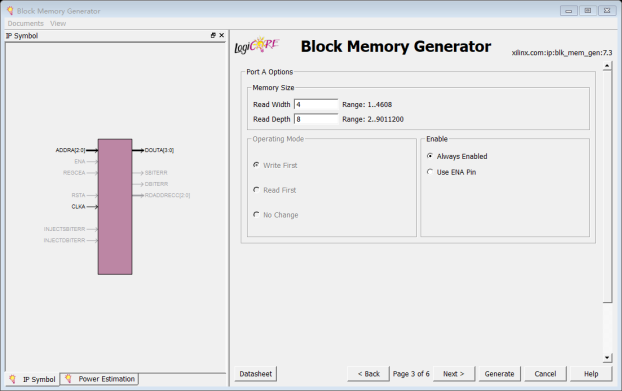 Block Memory Generator
Documents View
IP Symbol
LogiCORE
Block Memory Generator
xilinx.com:ip:blk_mem_gen:7.3
Port A Options
Memory Size
Read Width 4 Range: 1..4608
Read Depth 8 Range: 2..9011200
Operating Mode
Write First
Read First
No Change
Enable
Always Enabled
Use ENA Pin
ADDRA[2:0]
ENA
REGCEA
RSTA
CLKA
INJECTSBITERR
INJECTDBITERR
DOUTA[3:0]
SBITERR
DBITERR
RDADDRECC[2:0]
IP Symbol Power Estimation
Datasheet < Back Page 3 of 6 Next > Generate Cancel Help